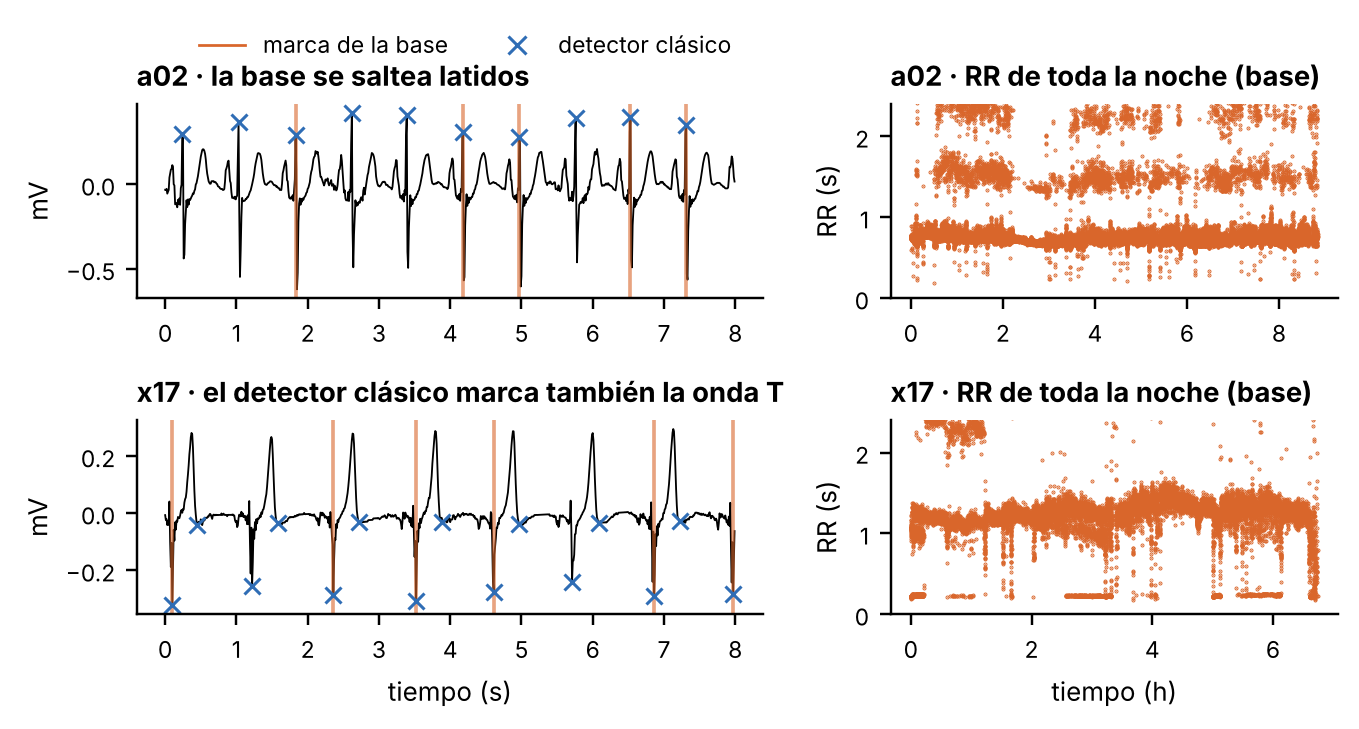 marca de la base
detector clásico
a02 · la base se saltea latidos
mV
0.0
−0.5
0 1 2 3 4 5 6 7 8
a02 · RR de toda la noche (base)
RR (s)
2
1
0
0 2 4 6 8
x17 · el detector clásico marca también la onda T
mV
0.2
0.0
−0.2
0 1 2 3 4 5 6 7 8
tiempo (s)
x17 · RR de toda la noche (base)
RR (s)
2
1
0
0 2 4 6
tiempo (h)